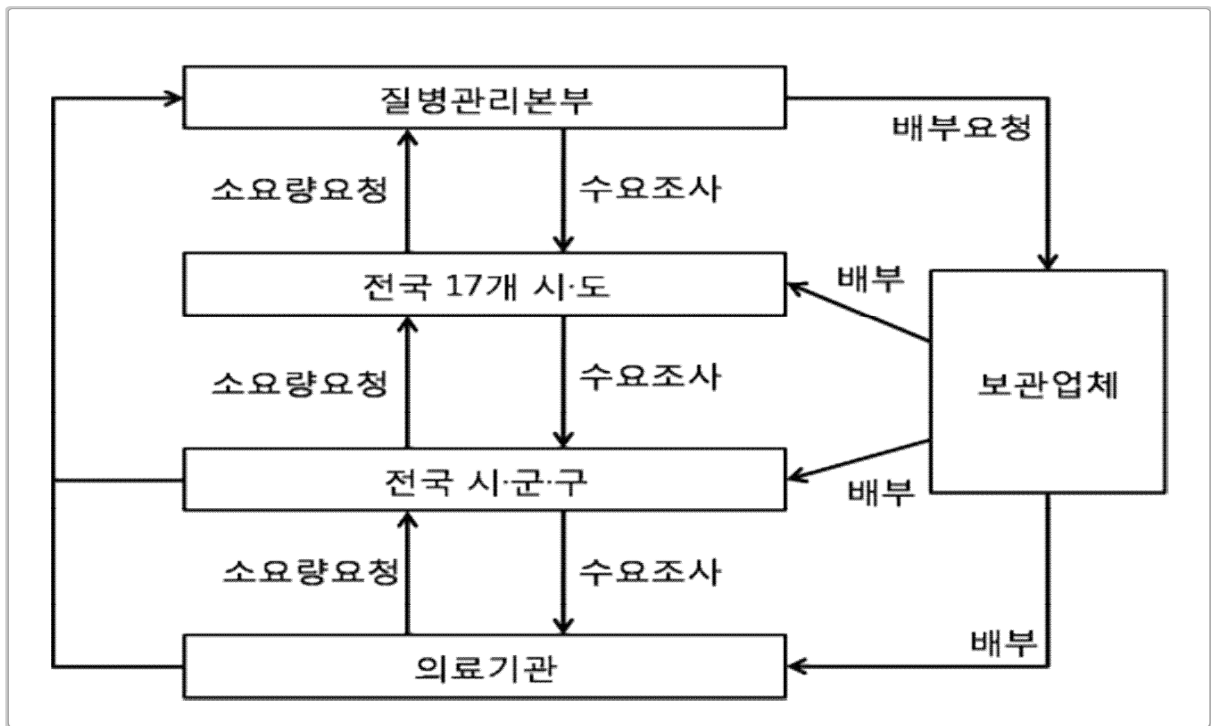 질병관리본부
배부요청
소요량요청
수요조사
전국 17개 시·도
배부
소요량요청
수요조사
보관업체
전국 시·군·구
배부
소요량요청
수요조사
의료기관
배부